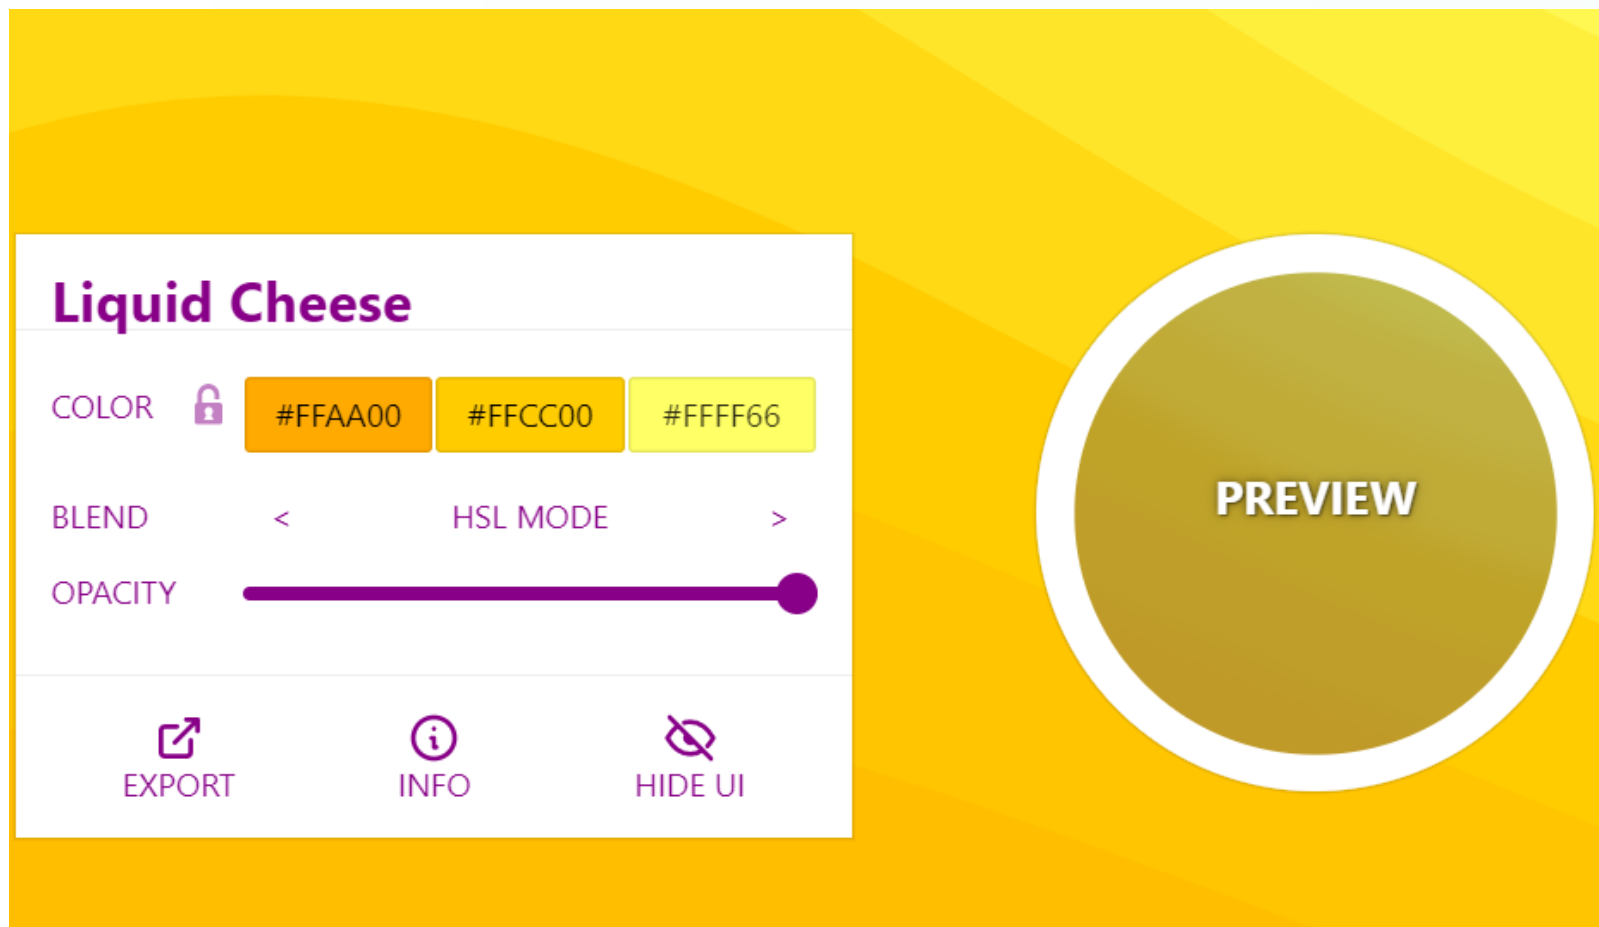 Liquid Cheese
COLOR #FFAA00 #FFCC00 #FFFF66
BLEND < HSL MODE >
OPACITY
EXPORT INFO HIDE UI
PREVIEW